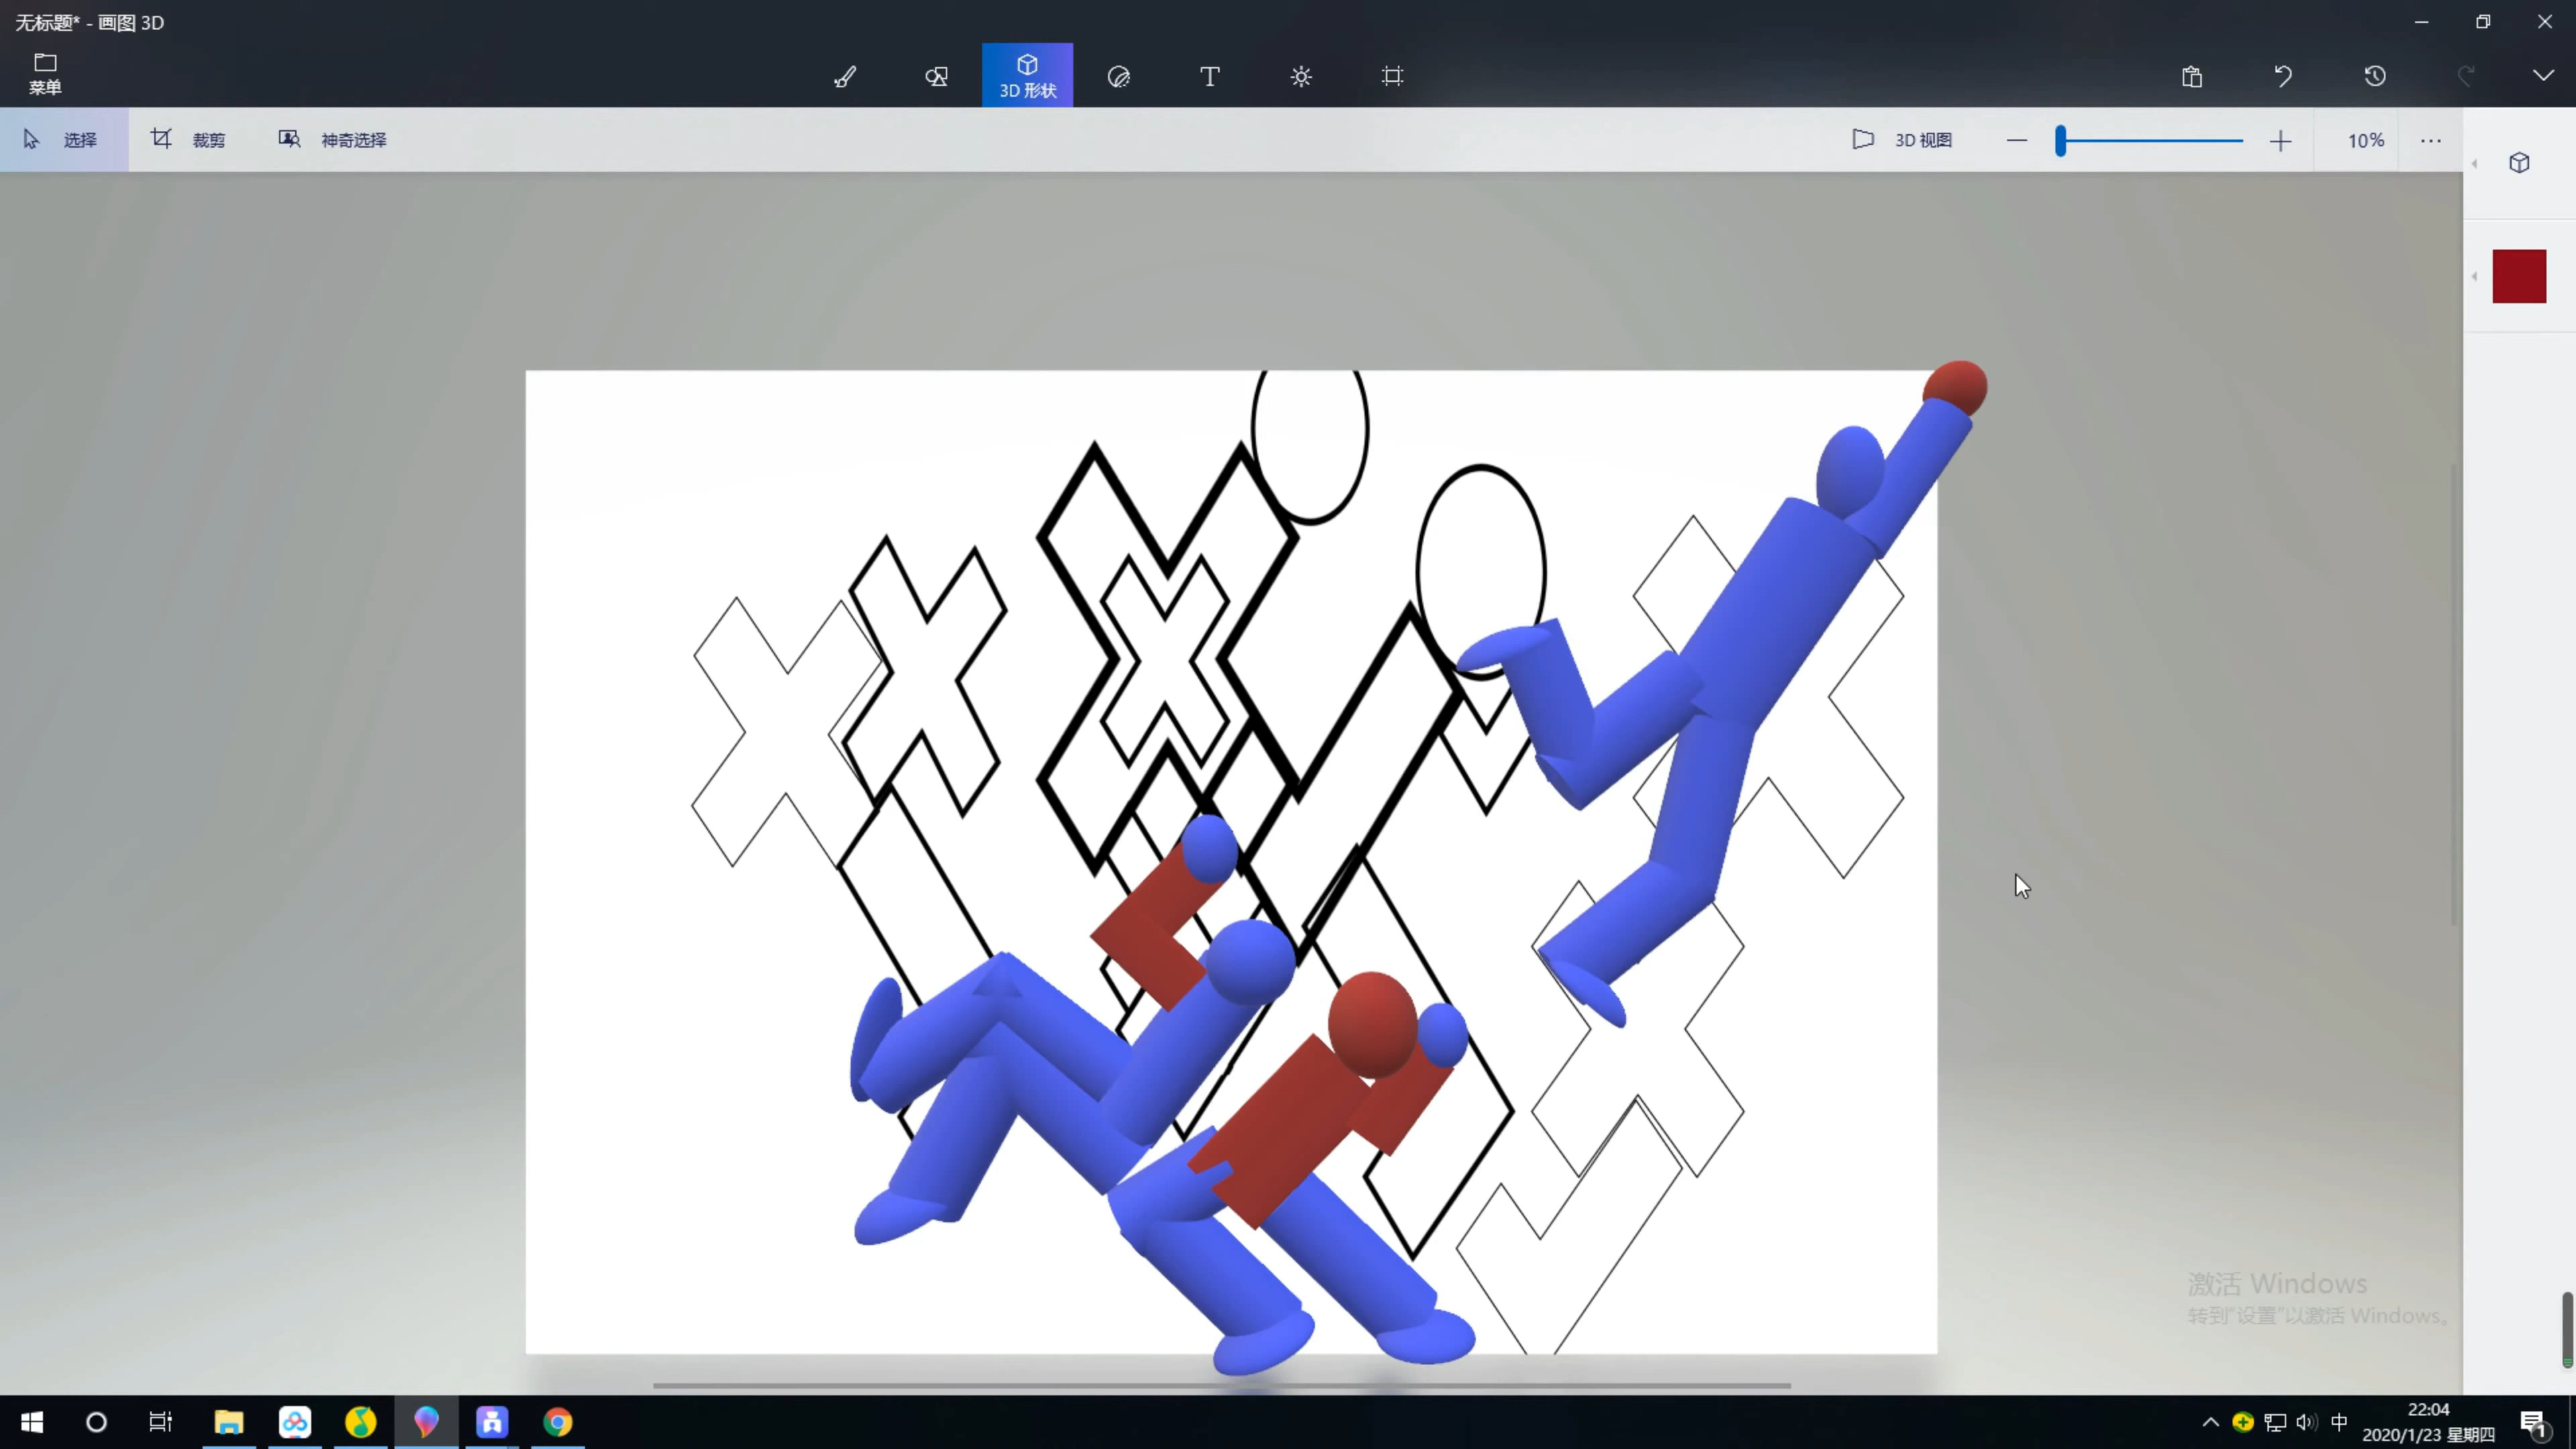 无标题* - 画图 3D
菜单
3D 形状
选择
裁剪
神奇选择
3D 视图
10%
激活 Windows
转到"设置"以激活 Windows。
22:04
中
2020/1/23 星期四
1